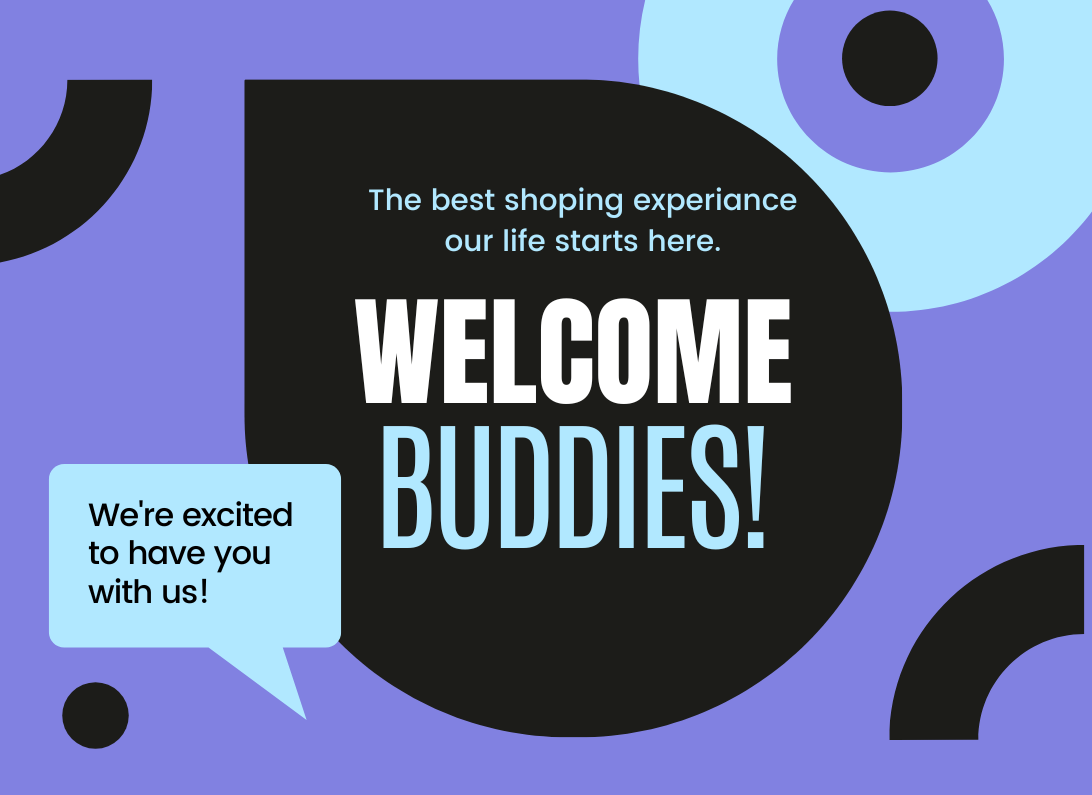 The best shoping experiance
our life starts here.
WELCOME
BUDDIES!
We're excited
to have you
with us!